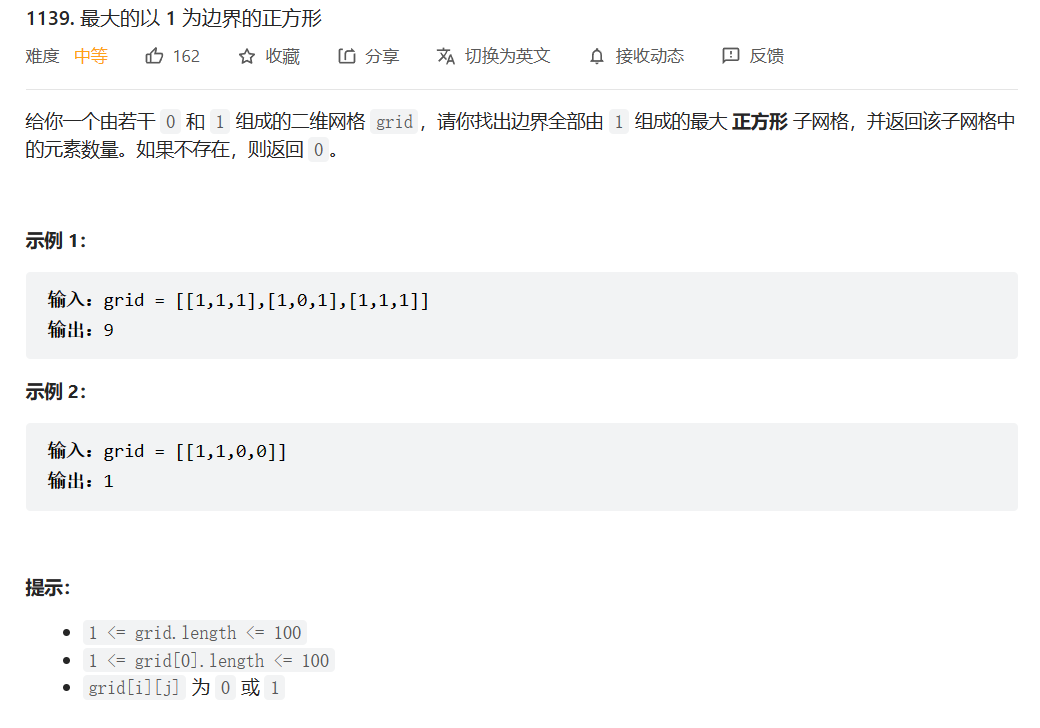 1139. 最大的以 1 为边界的正方形
难度 中等 162 收藏 分享 切换为英文 接收动态 反馈
给你一个由若干 0 和 1 组成的二维网格 grid，请你找出边界全部由 1 组成的最大 正方形 子网格，并返回该子网格中
的元素数量。如果不存在，则返回 0。
示例 1：
输入：grid = [[1,1,1],[1,0,1],[1,1,1]]
输出：9
示例 2：
输入：grid = [[1,1,0,0]]
输出：1
提示：
• 1 <= grid.length <= 100
• 1 <= grid[0].length <= 100
• grid[i][j] 为 0 或 1